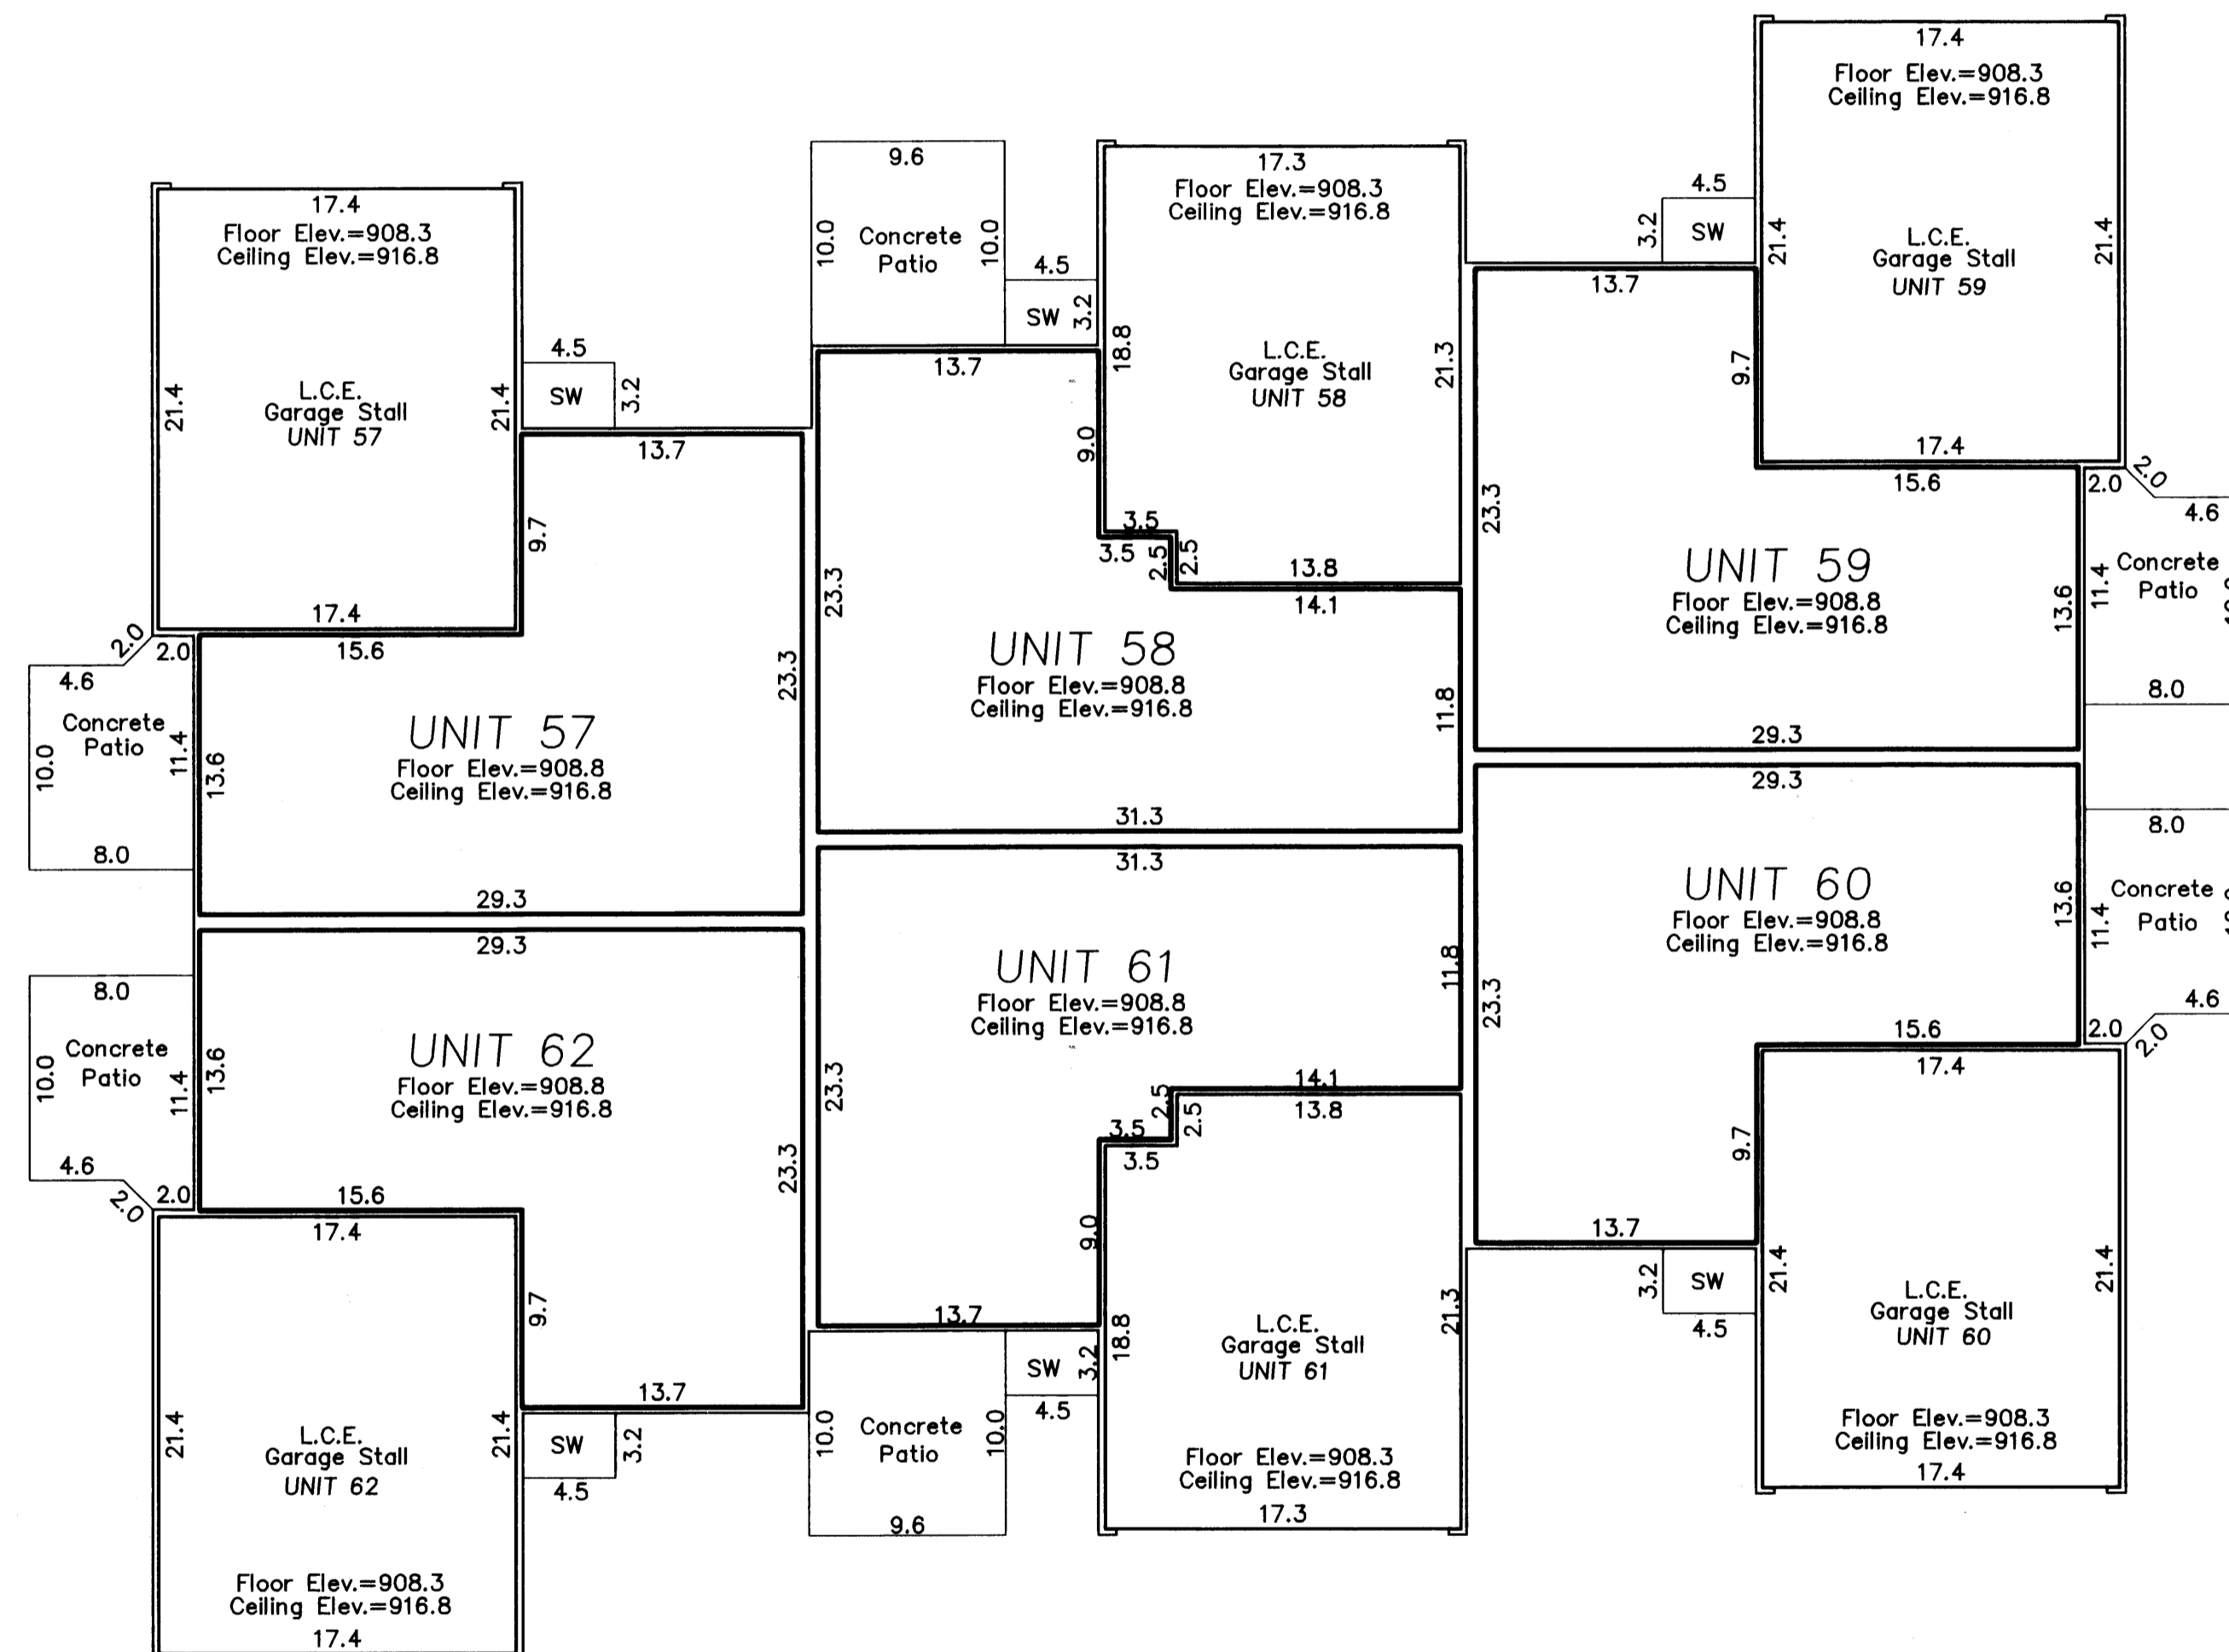 17.4
Floor Elev.=908.3
Ceiling Elev.=916.8
21.4
21.4
L.C.E.
Garage Stall
UNIT 57
17.4
4.5
SW
3.2
13.7
9.7
15.6
2.0
2.0
4.6
Concrete
Patio
10.0
11.4
8.0
13.6
23.3
UNIT 57
Floor Elev.=908.8
Ceiling Elev.=916.8
29.3
9.6
10.0
10.0
Concrete
Patio
4.5
SW
3.2
13.7
17.3
Floor Elev.=908.3
Ceiling Elev.=916.8
18.8
21.3
L.C.E.
Garage Stall
UNIT 58
9.0
3.5
3.5
2.5
2.5
13.8
14.1
23.3
UNIT 58
Floor Elev.=908.8
Ceiling Elev.=916.8
11.8
31.3
17.4
Floor Elev.=908.3
Ceiling Elev.=916.8
4.5
3.2
SW
21.4
21.4
L.C.E.
Garage Stall
UNIT 59
13.7
9.7
17.4
15.6
2.0
2.0
4.6
23.3
UNIT 59
Floor Elev.=908.8
Ceiling Elev.=916.8
13.6
11.4
Concrete
Patio
8.0
29.3
29.3
8.0
UNIT 60
Floor Elev.=908.8
Ceiling Elev.=916.8
13.6
11.4
Concrete
Patio
4.6
23.3
15.6
2.0
2.0
17.4
9.7
13.7
3.2
SW
4.5
21.4
21.4
L.C.E.
Garage Stall
UNIT 60
Floor Elev.=908.3
Ceiling Elev.=916.8
17.4
31.3
UNIT 61
Floor Elev.=908.8
Ceiling Elev.=916.8
11.8
23.3
14.1
13.8
2.5
2.5
3.5
3.5
9.0
13.7
18.8
21.3
SW
3.2
4.5
10.0
Concrete
Patio
10.0
9.6
L.C.E.
Garage Stall
UNIT 61
Floor Elev.=908.3
Ceiling Elev.=916.8
17.3
29.3
8.0
Concrete
Patio
10.0
11.4
13.6
4.6
2.0
2.0
UNIT 62
Floor Elev.=908.8
Ceiling Elev.=916.8
23.3
15.6
17.4
9.7
13.7
SW
3.2
4.5
21.4
21.4
L.C.E.
Garage Stall
UNIT 62
Floor Elev.=908.3
Ceiling Elev.=916.8
17.4